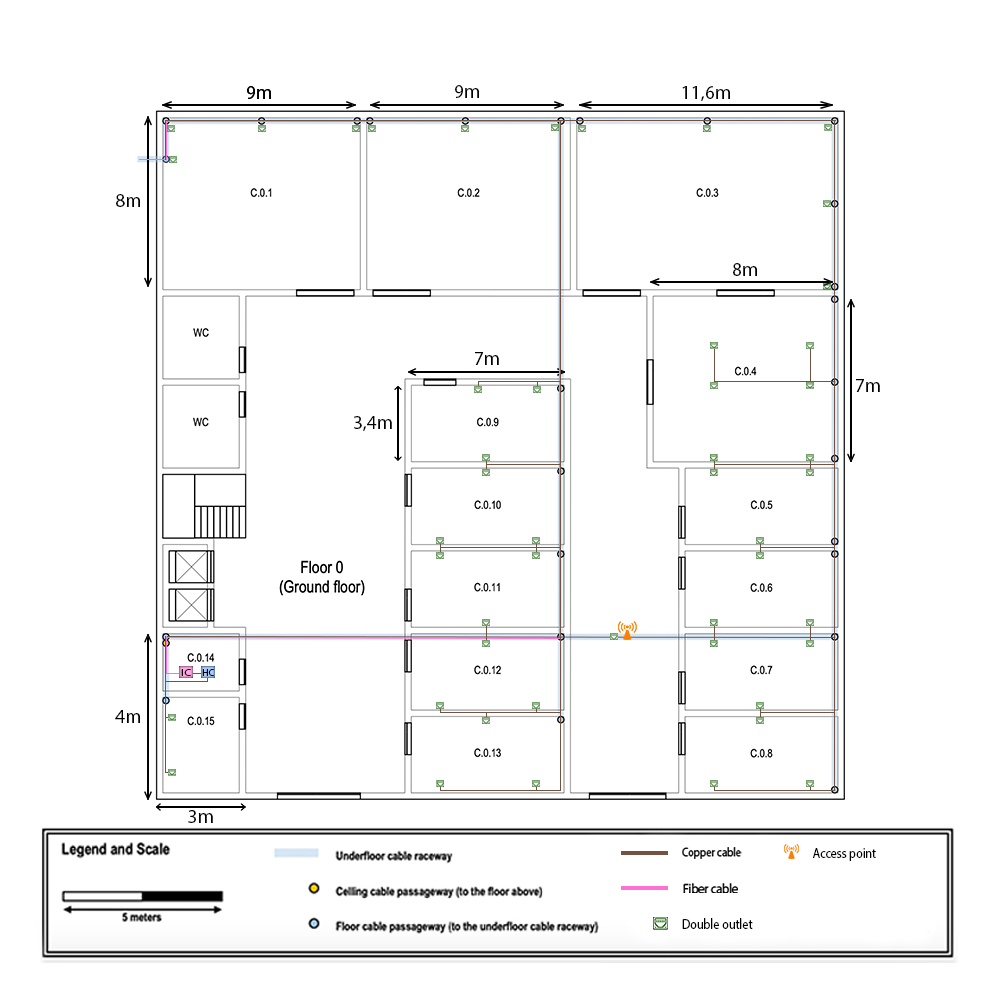 9m
9m
11,6m
8m
C.0.1
C.0.2
C.0.3
8m
WC
7m
C.0.4
7m
3,4m
WC
C.0.9
C.0.10
C.0.5
Floor 0
(Ground floor)
C.0.11
C.0.6
C.0.14
IC
HC
C.0.12
C.0.7
4m
C.0.15
C.0.13
C.0.8
3m
Legend and Scale
5 meters
Underfloor cable raceway
Celling cable passageway (to the floor above)
Floor cable passageway (to the underfloor cable raceway)
Copper cable
Fiber cable
Double outlet
Access point